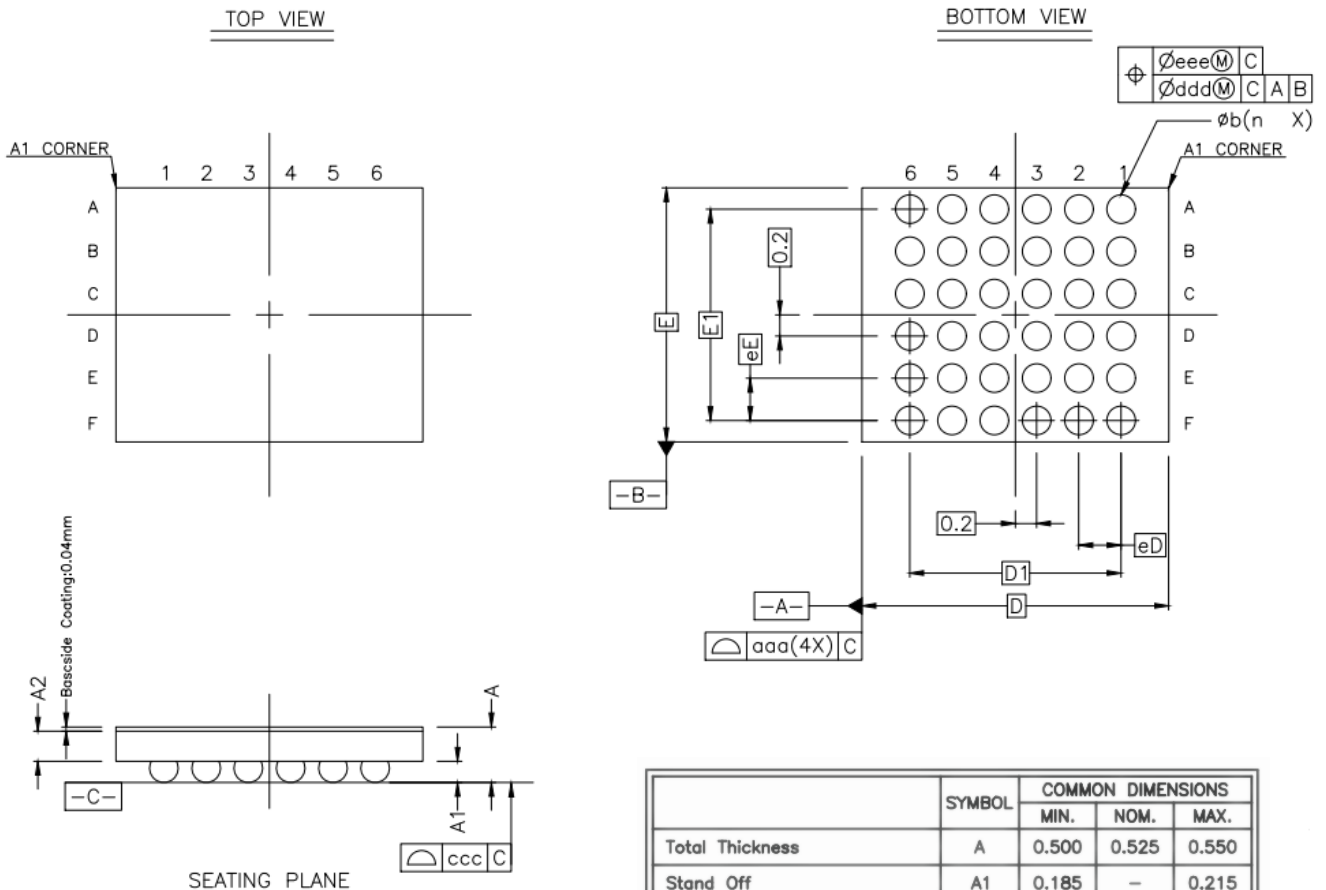 TOP VIEW
BOTTOM VIEW
Øeee Ⓜ C
Øddd Ⓜ C A B
øb(n X)
A1 CORNER
1 2 3 4 5 6
A
B
C
D
E
F
A1 CORNER
6 5 4 3 2 1
A
B
C
D
E
F
0.2
E
E1
eE
-B-
0.2
eD
D1
-A-
D
aaa(4X) C
Bascside Coating:0.04mm
A2
A
-C-
A1
ccc C
SEATING PLANE
SYMBOL COMMON DIMENSIONS
MIN. NOM. MAX.
Total Thickness A 0.500 0.525 0.550
Stand Off A1 0.185 – 0.215